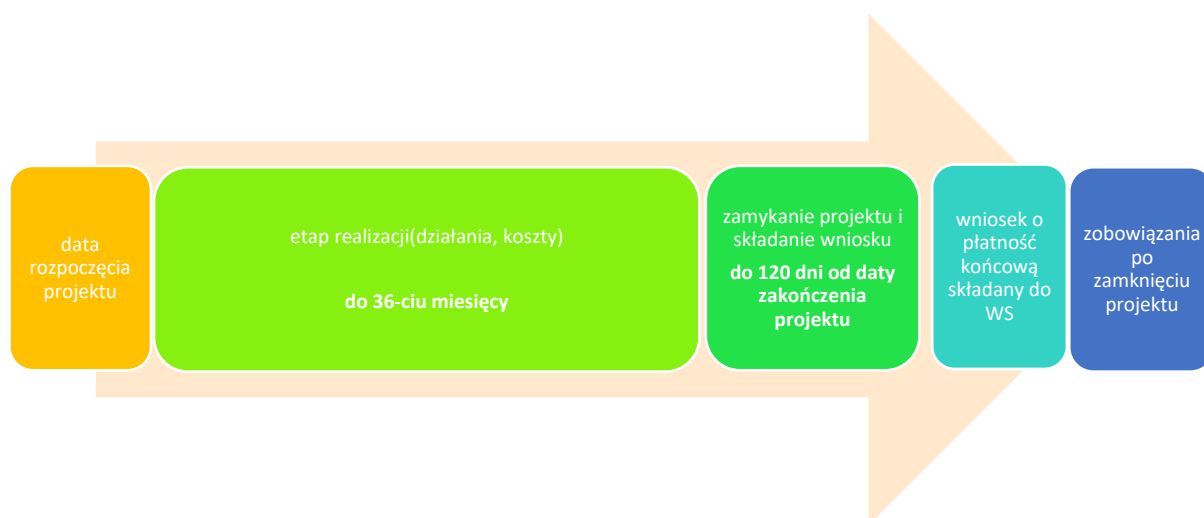 data
rozpoczęcia
projektu
etap realizacji(działania, koszty)
do 36-ciu miesięcy
zamykanie projektu i
składanie wniosku
do 120 dni od daty
zakończenia
projektu
wniosek o
płatność
końcową
składany do
WS
zobowiązania
po
zamknięciu
projektu